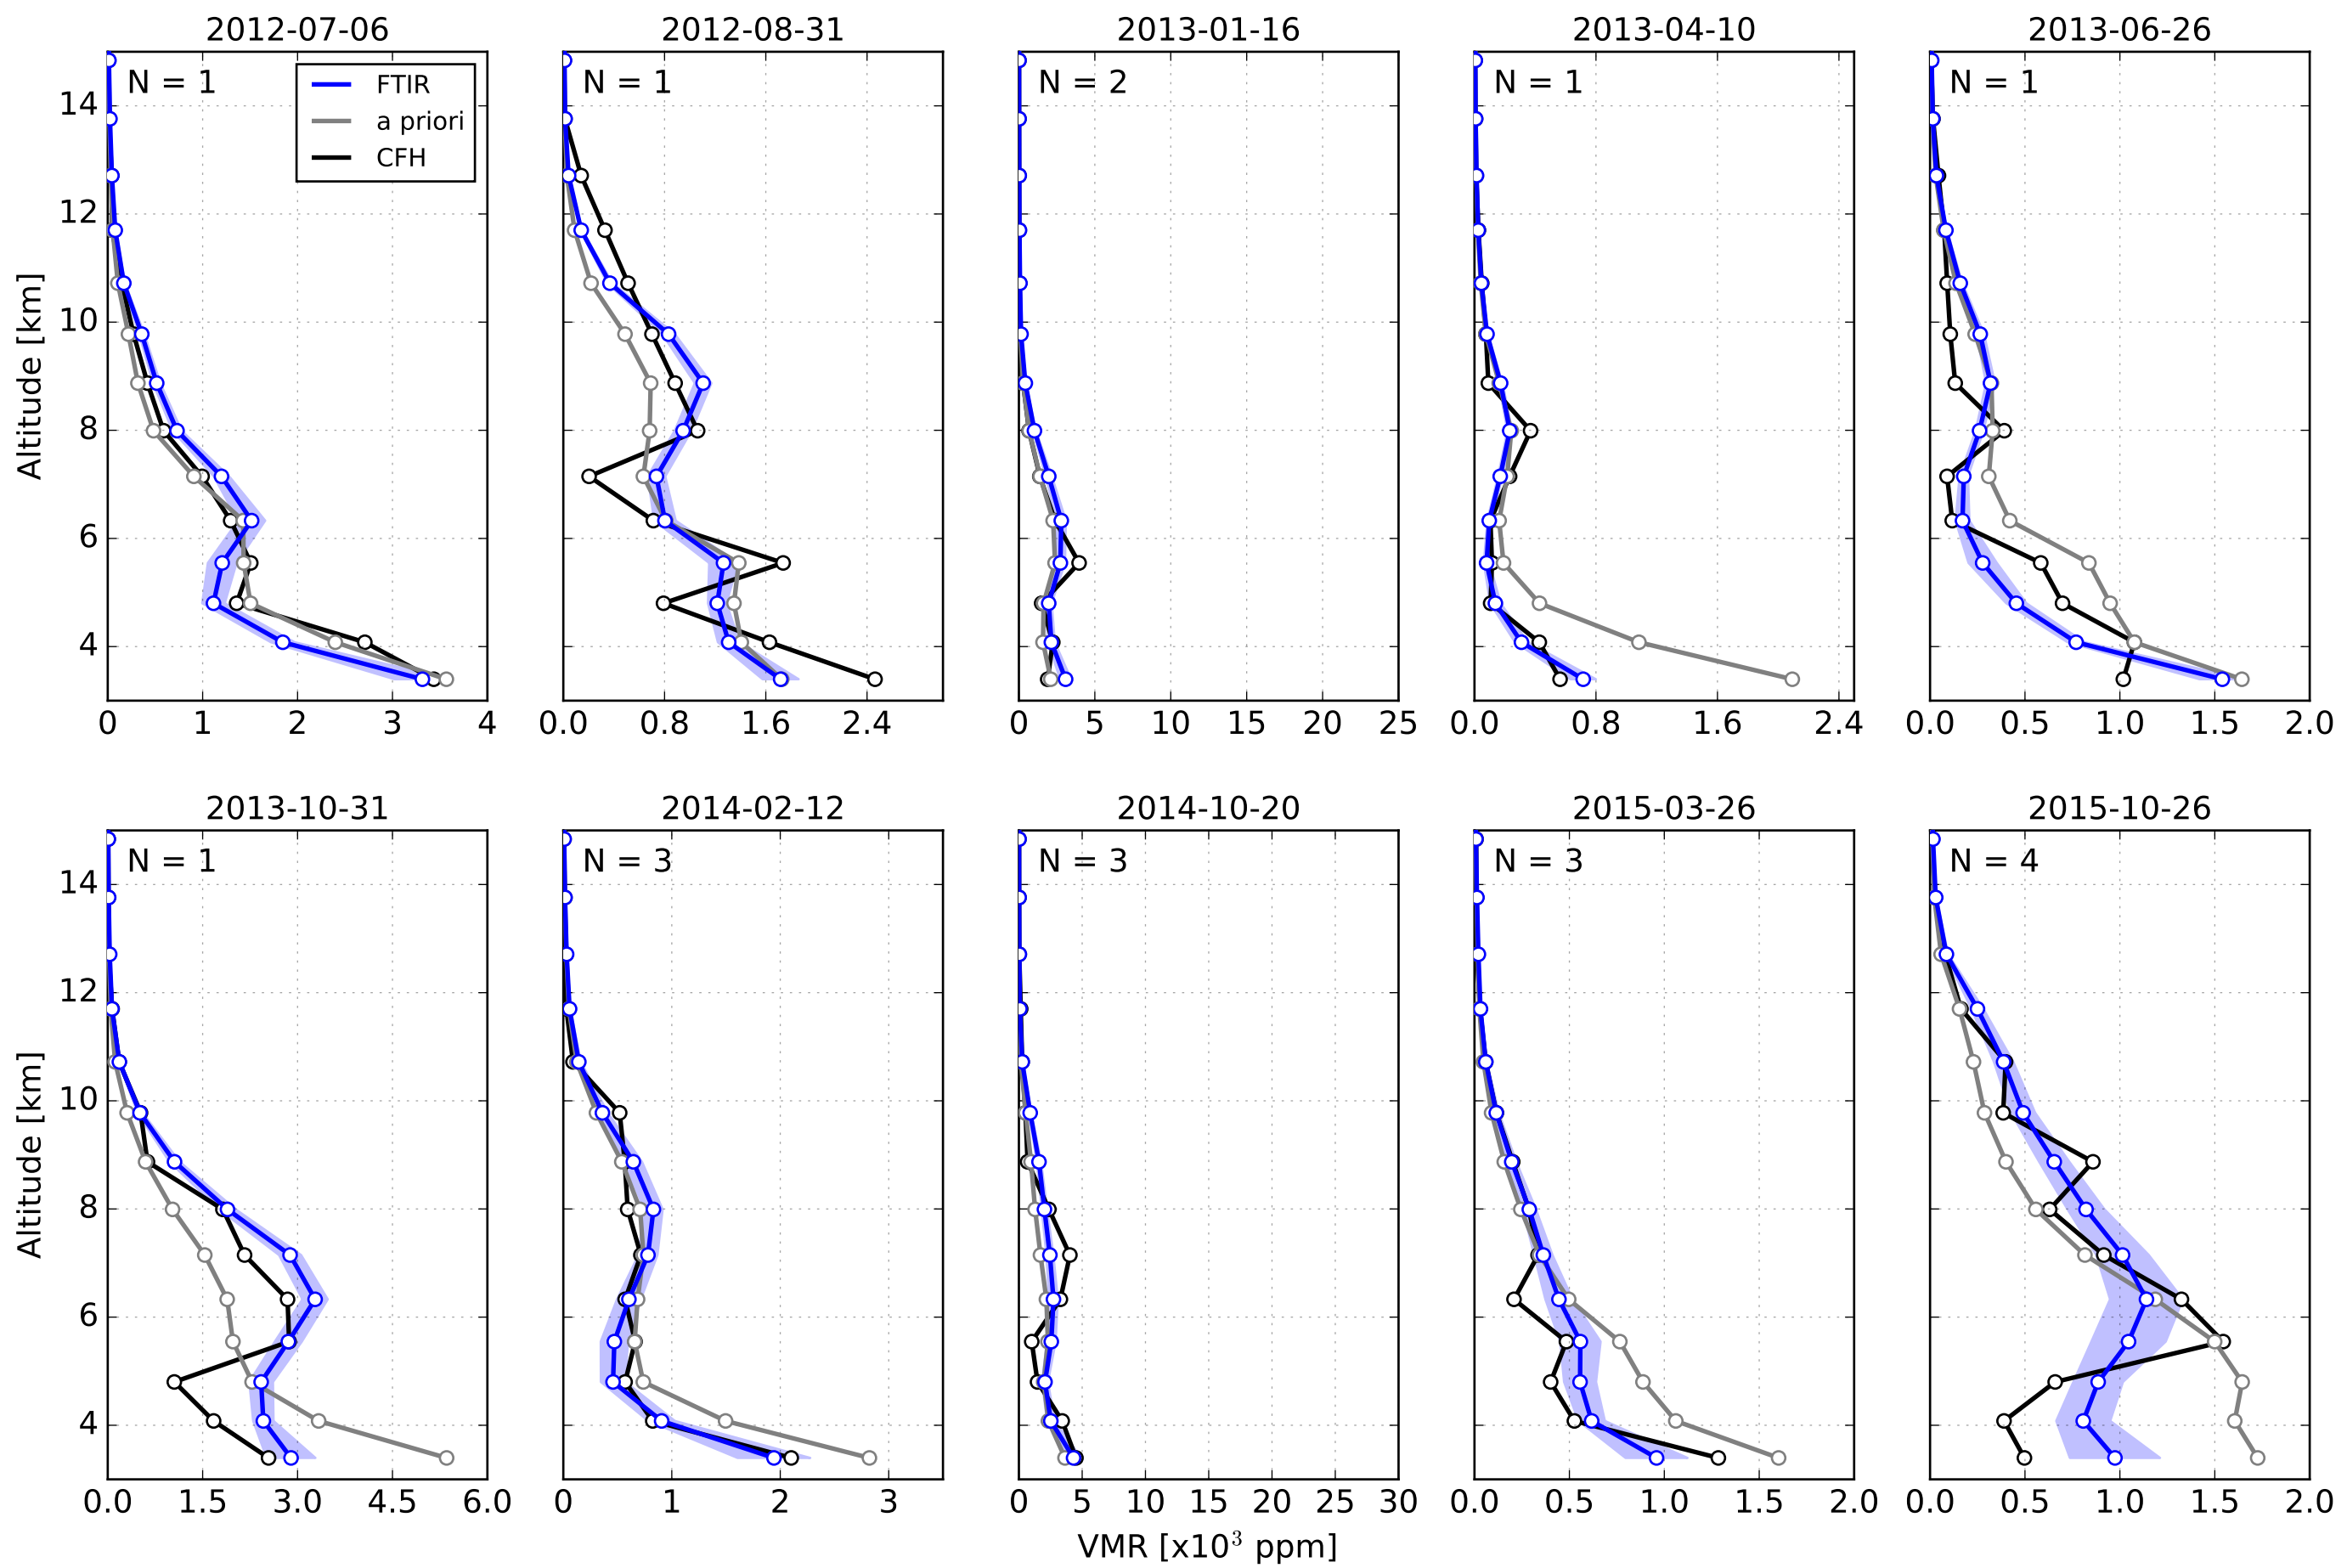 2012-07-06
2012-08-31
2013-01-16
2013-04-10
2013-06-26
N = 1
FTIR
a priori
CFH
N = 1
N = 2
N = 1
N = 1
14
12
10
8
6
4
Altitude [km]
0 1 2 3 4
0.0 0.8 1.6 2.4
0 5 10 15 20 25
0.0 0.8 1.6 2.4
0.0 0.5 1.0 1.5 2.0
2013-10-31
2014-02-12
2014-10-20
2015-03-26
2015-10-26
N = 1
N = 3
N = 3
N = 3
N = 4
14
12
10
8
6
4
Altitude [km]
0.0 1.5 3.0 4.5 6.0
0 1 2 3
0 5 10 15 20 25 30
0.0 0.5 1.0 1.5 2.0
0.0 0.5 1.0 1.5 2.0
VMR [x10³ ppm]